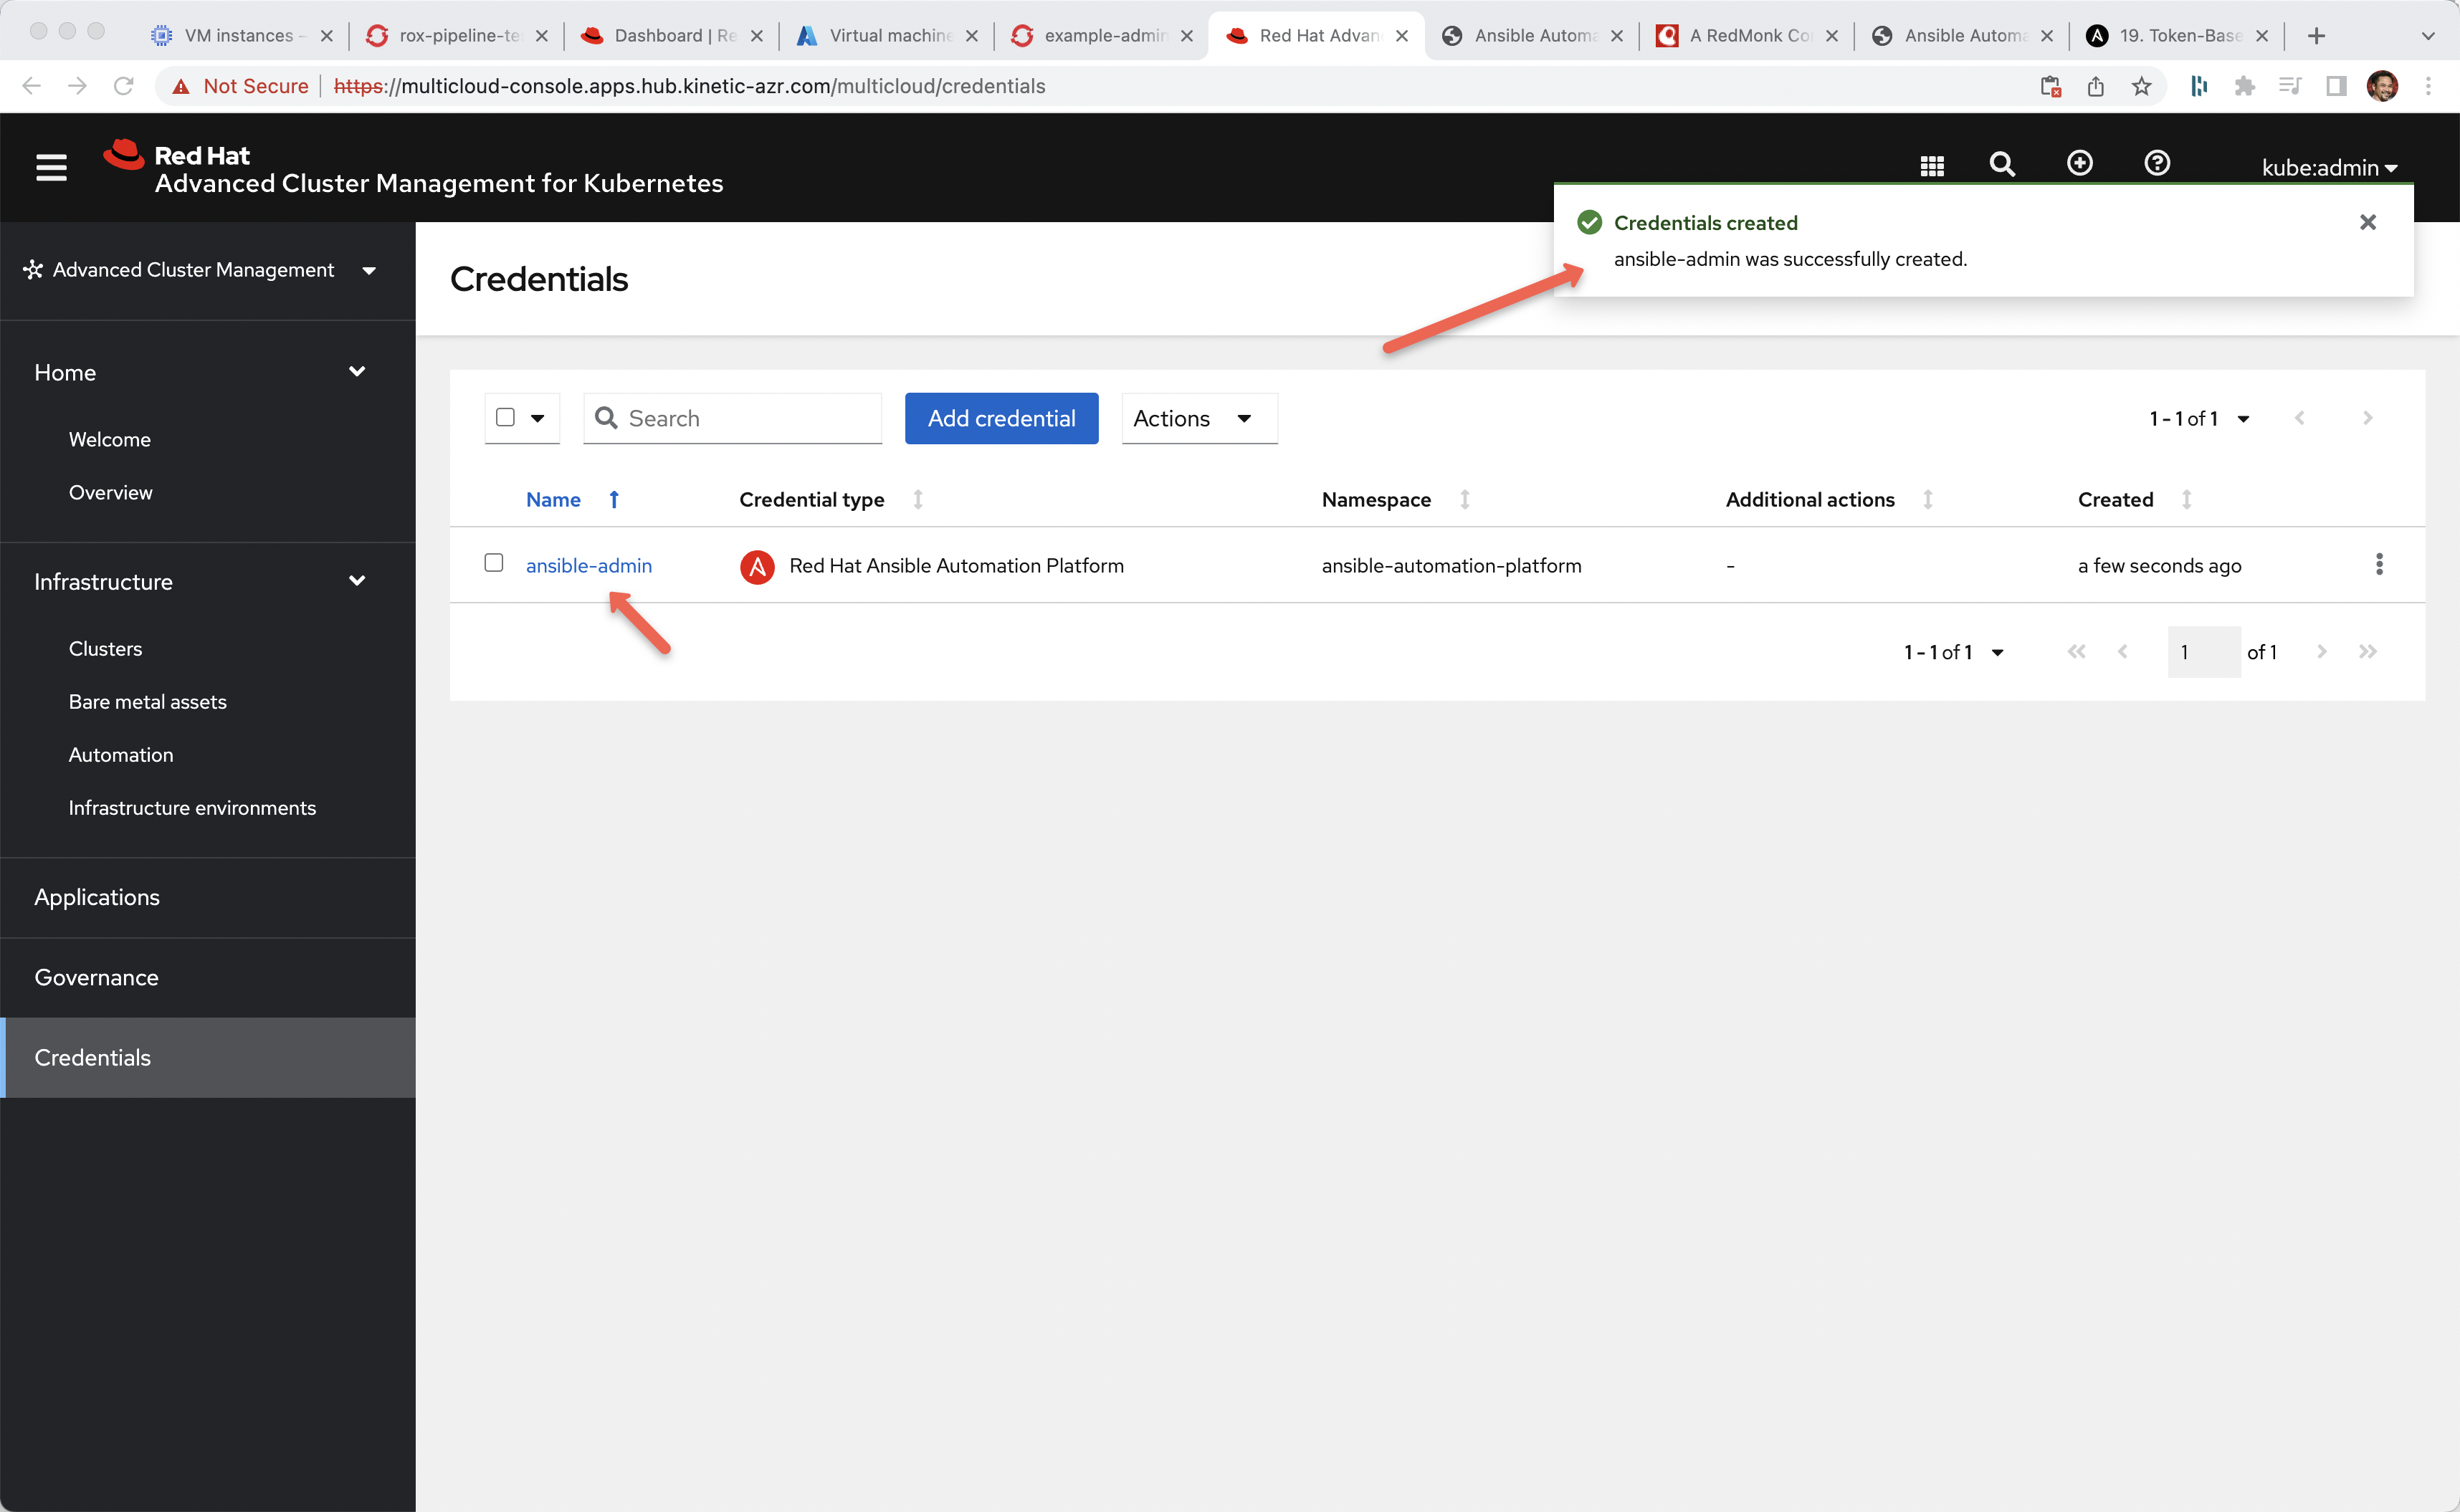 VM instances –
rox-pipeline-te
Dashboard | Re
Virtual machine
example-admin
Red Hat Advan
Ansible Automa
A RedMonk Co
Ansible Automa
19. Token-Base
Not Secure
https://multicloud-console.apps.hub.kinetic-azr.com/multicloud/credentials
Red Hat
Advanced Cluster Management for Kubernetes
kube:admin
Credentials created
ansible-admin was successfully created.
Advanced Cluster Management
Home
Welcome
Overview
Infrastructure
Clusters
Bare metal assets
Automation
Infrastructure environments
Applications
Governance
Credentials
Credentials
Search
Add credential
Actions
1 - 1 of 1
Name
Credential type
Namespace
Additional actions
Created
ansible-admin
Red Hat Ansible Automation Platform
ansible-automation-platform
-
a few seconds ago
1 - 1 of 1
1
of 1